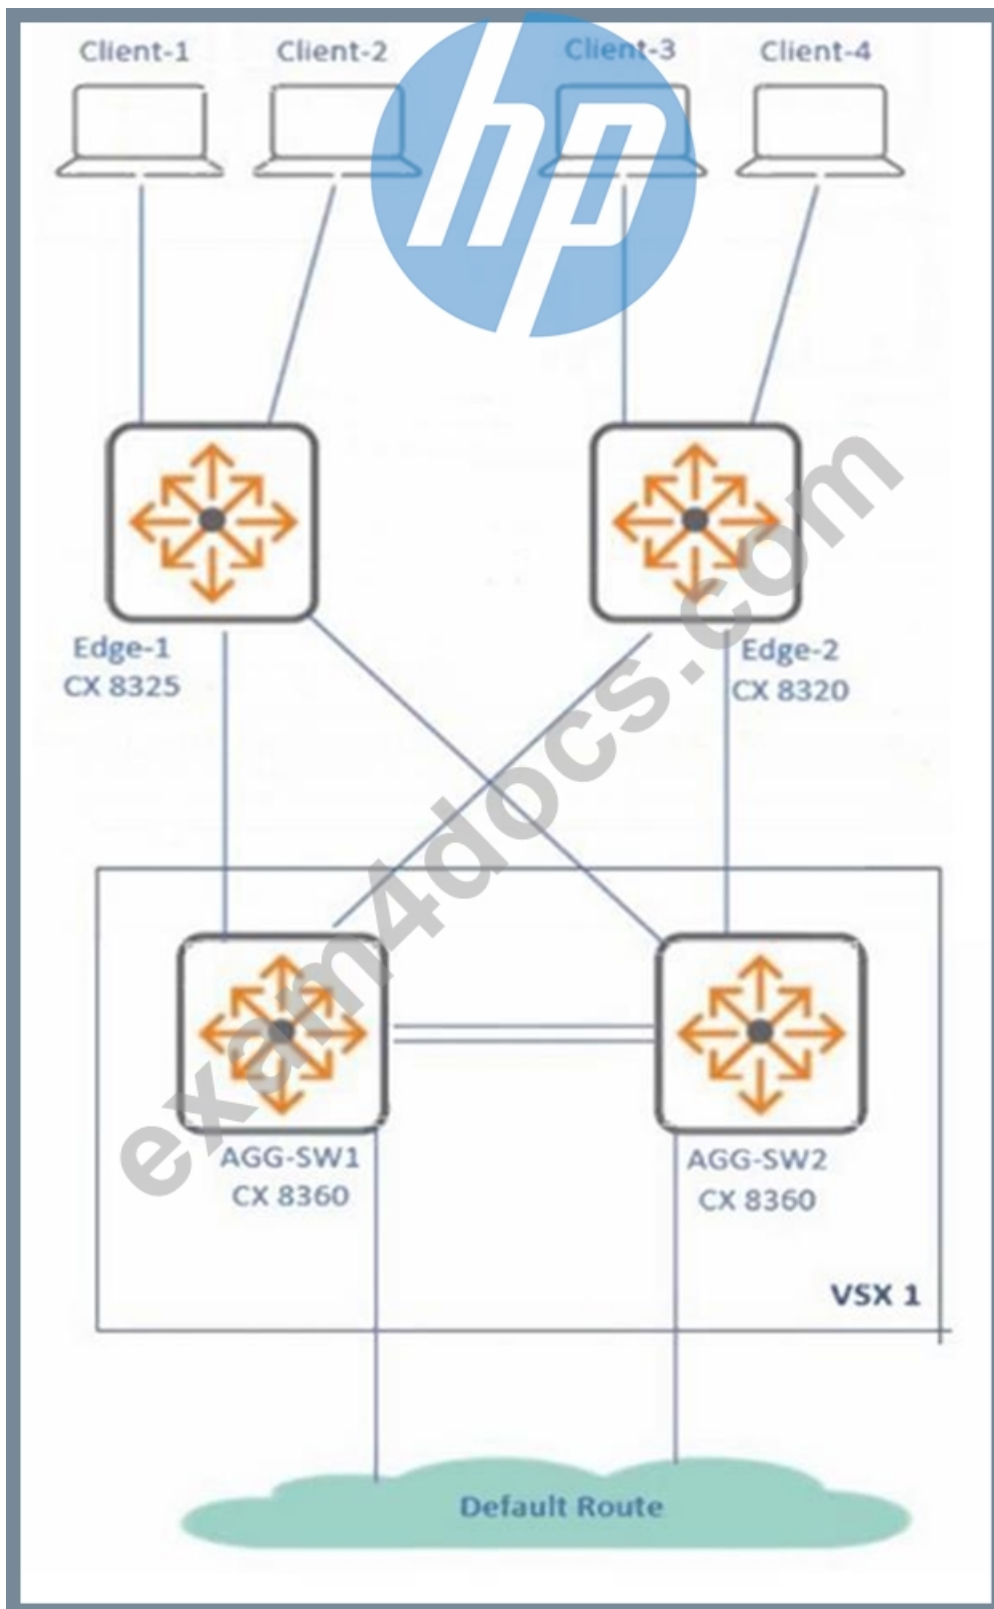 Client-1
Client-2
Client-3
Client-4
hp
Edge-1
CX 8325
Edge-2
CX 8320
exam4docs.com
AGG-SW1
CX 8360
AGG-SW2
CX 8360
VSX 1
Default Route